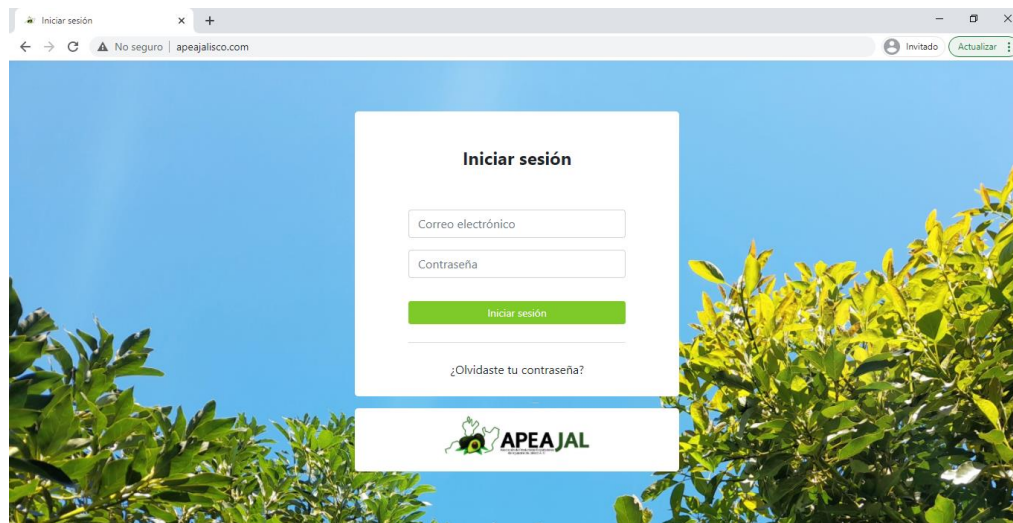 Iniciar sesión
No seguro
apeajalisco.com
Invitado
Actualizar
Iniciar sesión
Correo electrónico
Contraseña
Iniciar sesión
¿Olvidaste tu contraseña?
APEAJAL